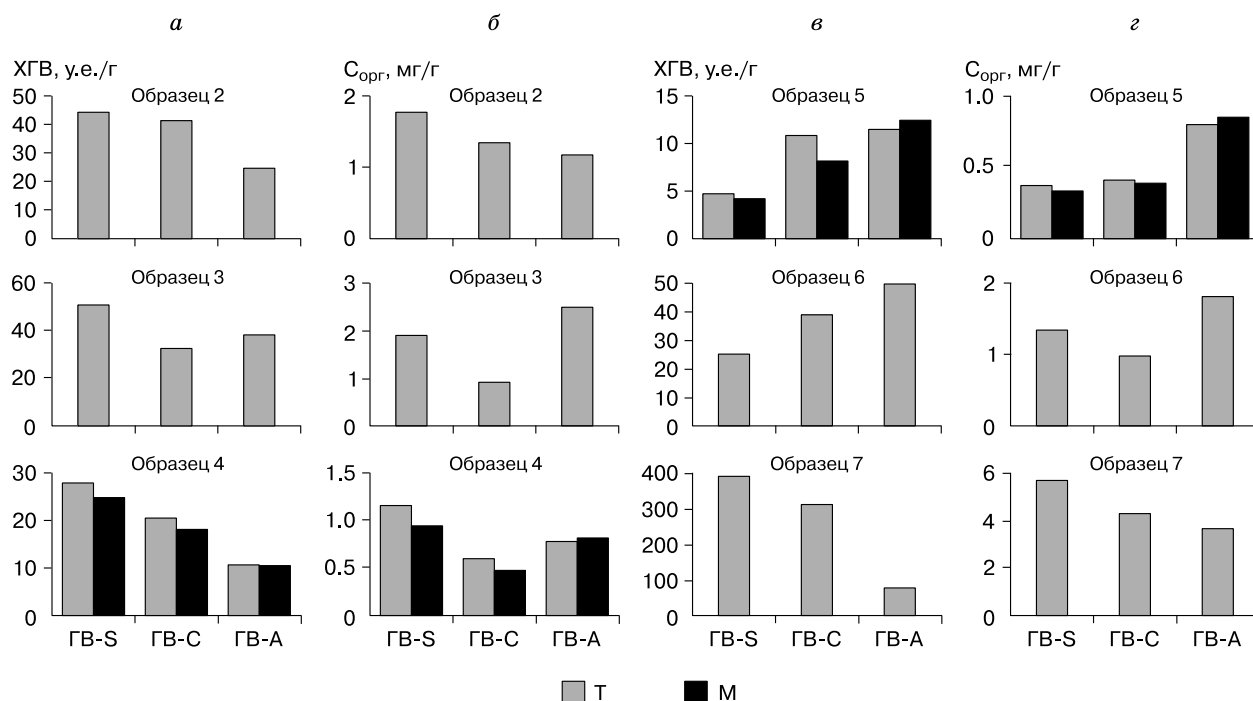 а б в г
ХГВ, у.е./г Сорг, мг/г ХГВ, у.е./г Сорг, мг/г
Образец 2 Образец 2 Образец 5 Образец 5
50 40 30 20 10 0
2 1 0
15 10 5 0
1.0 0.5 0
Образец 3 Образец 3 Образец 6 Образец 6
60 40 20 0
3 2 1 0
50 40 30 20 10 0
2 1 0
Образец 4 Образец 4 Образец 7 Образец 7
30 20 10 0
1.5 1.0 0.5 0
400 300 200 100 0
6 4 2 0
ГВ-S ГВ-C ГВ-A ГВ-S ГВ-C ГВ-A ГВ-S ГВ-C ГВ-A ГВ-S ГВ-C ГВ-A
Т М